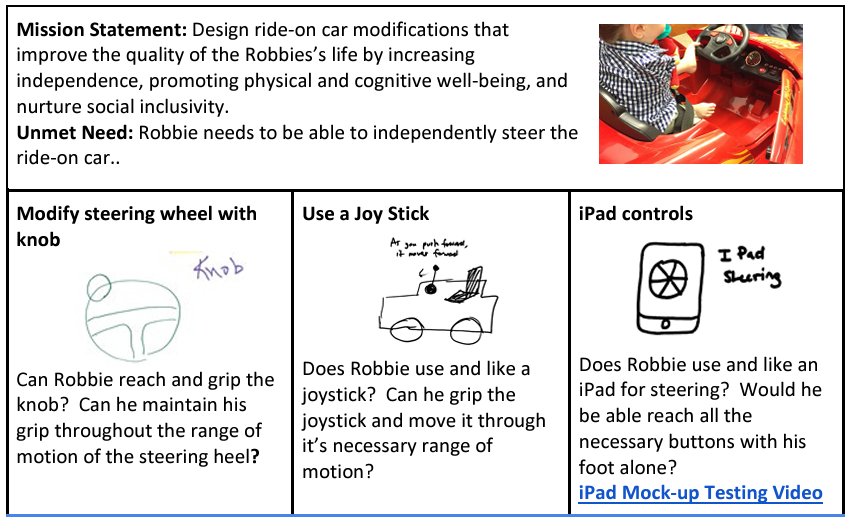 Mission Statement: Design ride-on car modifications that
improve the quality of the Robbies’s life by increasing
independence, promoting physical and cognitive well-being, and
nurture social inclusivity.
Unmet Need: Robbie needs to be able to independently steer the
ride-on car..
Modify steering wheel with
knob
Knob
Can Robbie reach and grip the
knob? Can he maintain his
grip throughout the range of
motion of the steering heel?
Use a Joy Stick
As you push forward,
it moves forward
Does Robbie use and like a
joystick? Can he grip the
joystick and move it through
it’s necessary range of
motion?
iPad controls
I Pad
Steering
Does Robbie use and like an
iPad for steering? Would he
be able reach all the
necessary buttons with his
foot alone?
iPad Mock-up Testing Video